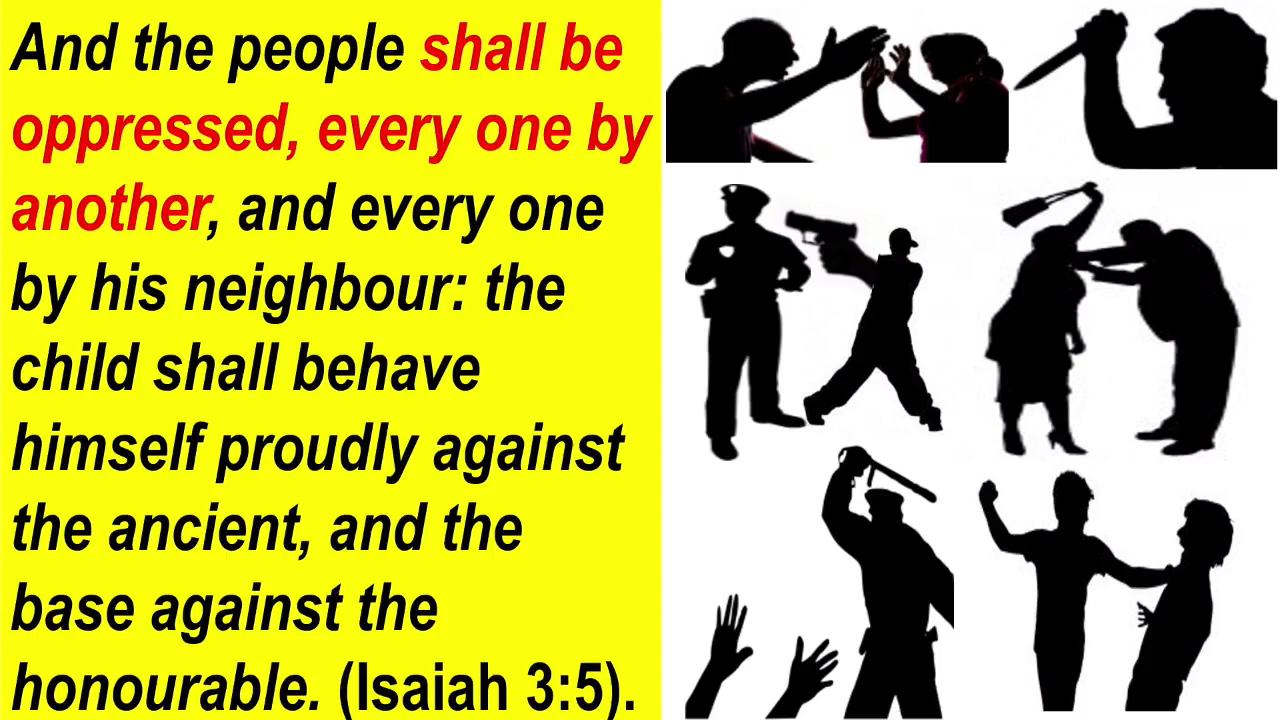 And the people shall be
oppressed, every one by
another, and every one
by his neighbour: the
child shall behave
himself proudly against
the ancient, and the
base against the
honourable. (Isaiah 3:5).